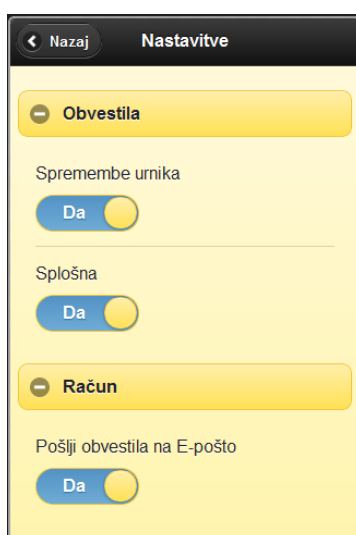 Nazaj
Nastavitve
Obvestila
Spremembe urnika
Da
Splošna
Da
Račun
Pošlji obvestila na E-pošto
Da